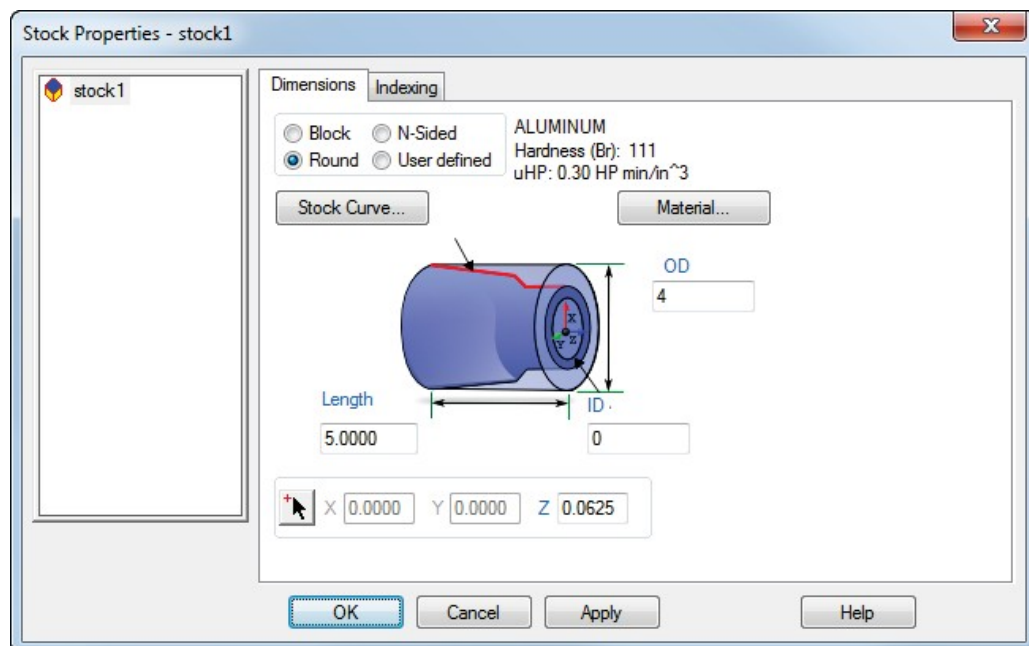 Stock Properties - stock1
X
stock1
Dimensions Indexing
Block N-Sided
Round User defined
ALUMINUM
Hardness (Br): 111
uHP: 0.30 HP min/in^3
Stock Curve... Material...
OD
4
X
Y Z
Length
5.0000
ID
0
X 0.0000 Y 0.0000 Z 0.0625
OK Cancel Apply Help